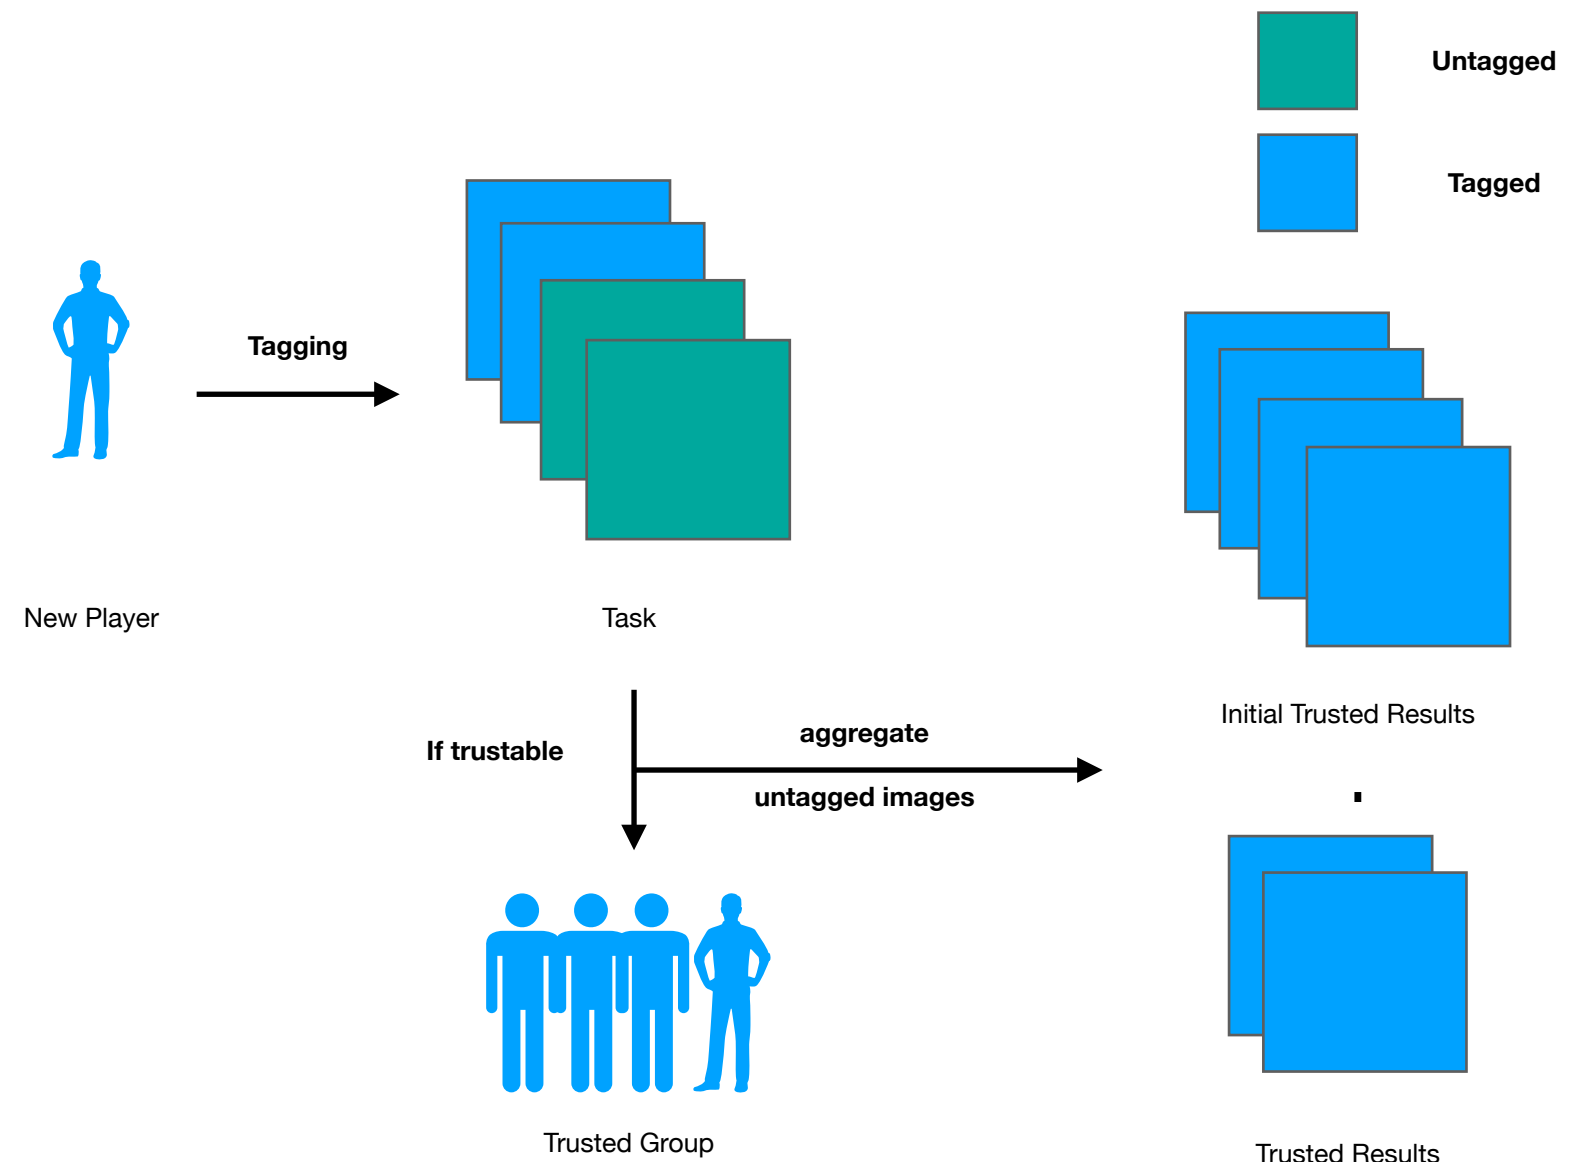 Untagged
Tagged
Tagging
New Player
Task
Initial Trusted Results
If trustable
aggregate
untagged images
Trusted Group
Trusted Results